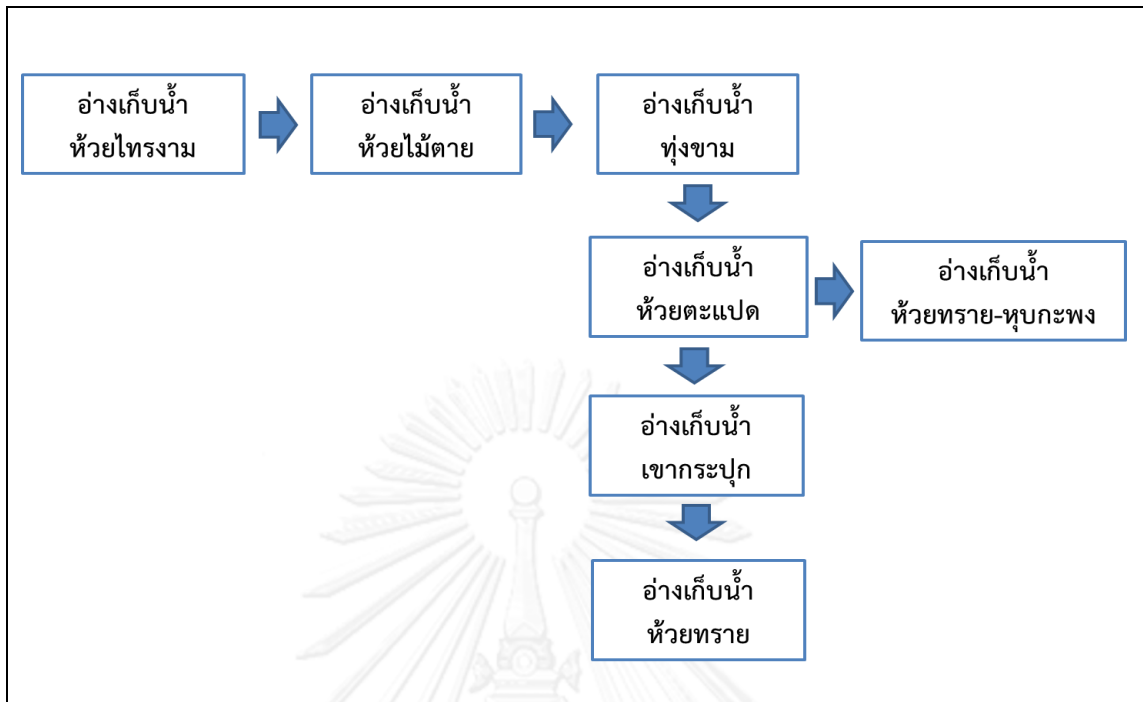 อ่างเก็บน้ำ
ห้วยไทรงาม
อ่างเก็บน้ำ
ห้วยไม้ตาย
อ่างเก็บน้ำ
ทุ่งขาม
อ่างเก็บน้ำ
ห้วยตะแปด
อ่างเก็บน้ำ
ห้วยทราย-หุบกะพง
อ่างเก็บน้ำ
เขากระปุก
อ่างเก็บน้ำ
ห้วยทราย